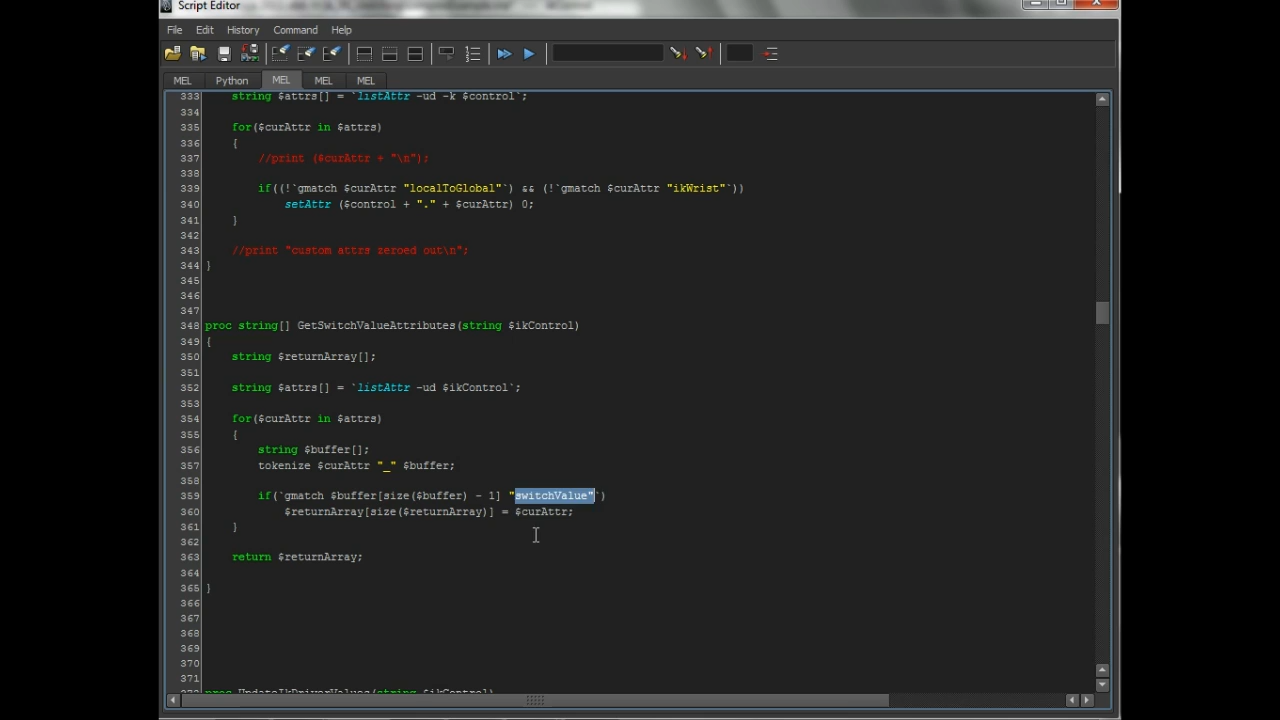 Script Editor
File Edit History Command Help
MEL Python MEL MEL MEL
333 string $attrs[] = `listAttr -ud -k $control`;
334
335 for($curAttr in $attrs)
336 {
337 //print ($curAttr + "\n");
338
339 if((!`gmatch $curAttr "localToGlobal"`) && (!`gmatch $curAttr "ikWrist"`))
340 setAttr ($control + "." + $curAttr) 0;
341 }
342
343 //print "custom attrs zeroed out\n";
344 }
345
346
347
348 proc string[] GetSwitchValueAttributes(string $ikControl)
349 {
350 string $returnArray[];
351
352 string $attrs[] = `listAttr -ud $ikControl`;
353
354 for($curAttr in $attrs)
355 {
356 string $buffer[];
357 tokenize $curAttr "_" $buffer;
358
359 if(`gmatch $buffer[size($buffer) - 1] "switchValue"`)
360 $returnArray[size($returnArray)] = $curAttr;
361 }
362
363 return $returnArray;
364
365 }
366
367
368
369
370
371
372 proc UpdateIkDriverValues(string $ikControl)